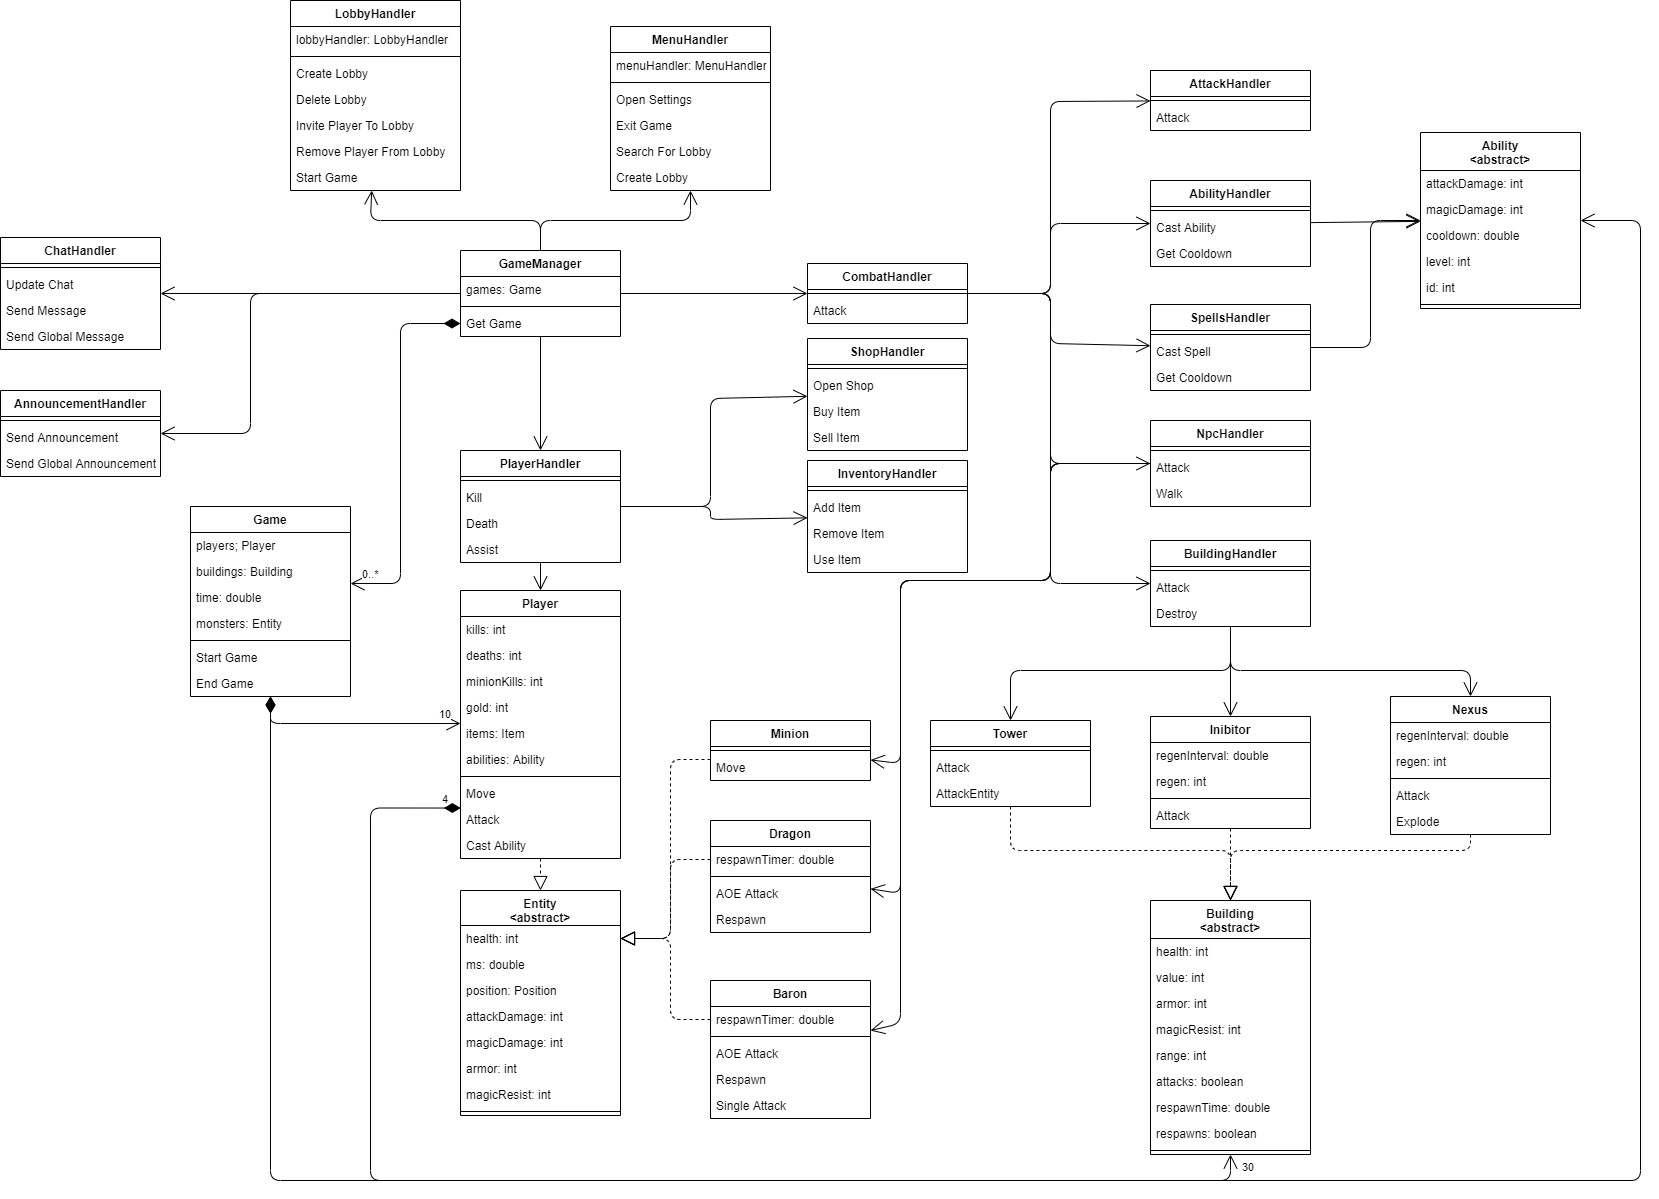 LobbyHandler
lobbyHandler: LobbyHandler
Create Lobby
Delete Lobby
Invite Player To Lobby
Remove Player From Lobby
Start Game
MenuHandler
menuHandler: MenuHandler
Open Settings
Exit Game
Search For Lobby
Create Lobby
ChatHandler
Update Chat
Send Message
Send Global Message
AnnouncementHandler
Send Announcement
Send Global Announcement
GameManager
games: Game
Get Game
CombatHandler
Attack
ShopHandler
Open Shop
Buy Item
Sell Item
InventoryHandler
Add Item
Remove Item
Use Item
AttackHandler
Attack
AbilityHandler
Cast Ability
Get Cooldown
SpellsHandler
Cast Spell
Get Cooldown
NpcHandler
Attack
Walk
BuildingHandler
Attack
Destroy
Ability
<abstract>
attackDamage: int
magicDamage: int
cooldown: double
level: int
id: int
PlayerHandler
Kill
Death
Assist
Game
players; Player
buildings: Building
time: double
monsters: Entity
Start Game
End Game
0..*
10
4
Player
kills: int
deaths: int
minionKills: int
gold: int
items: Item
abilities: Ability
Move
Attack
Cast Ability
Entity
<abstract>
health: int
ms: double
position: Position
attackDamage: int
magicDamage: int
armor: int
magicResist: int
Minion
Move
Dragon
respawnTimer: double
AOE Attack
Respawn
Baron
respawnTimer: double
AOE Attack
Respawn
Single Attack
Tower
Attack
AttackEntity
Inibitor
regenInterval: double
regen: int
Attack
Nexus
regenInterval: double
regen: int
Attack
Explode
Building
<abstract>
health: int
value: int
armor: int
magicResist: int
range: int
attacks: boolean
respawnTime: double
respawns: boolean
30